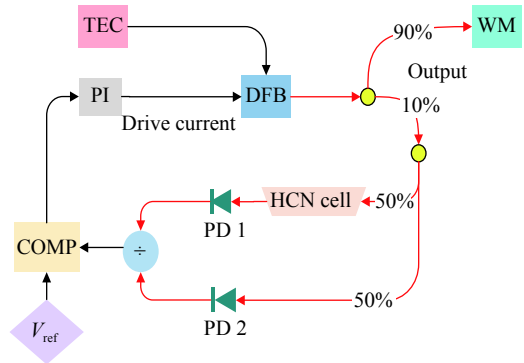 TEC
90%
WM
Output
PI
Drive current
DFB
10%
HCN cell
50%
PD 1
COMP
÷
50%
PD 2
Vref